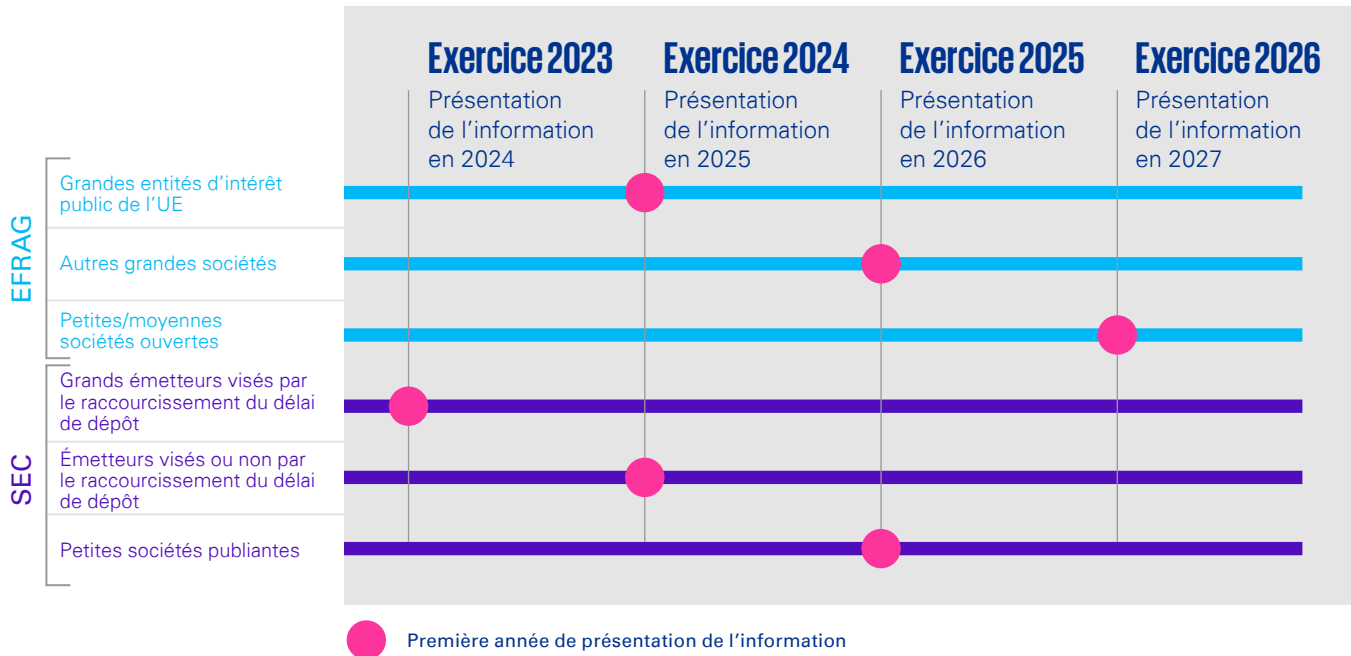 Exercice 2023
Exercice 2024
Exercice 2025
Exercice 2026
Présentation
de l’information
en 2024
Présentation
de l’information
en 2025
Présentation
de l’information
en 2026
Présentation
de l’information
en 2027
EFRAG
Grandes entités d’intérêt
public de l’UE
Autres grandes sociétés
Petites/moyennes
sociétés ouvertes
SEC
Grands émetteurs visés par
le raccourcissement du délai
de dépôt
Émetteurs visés ou non par
le raccourcissement du délai
de dépôt
Petites sociétés publiantes
Première année de présentation de l’information